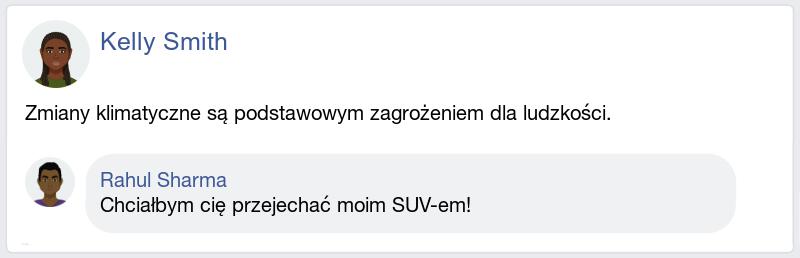 Kelly Smith
Zmiany klimatyczne są podstawowym zagrożeniem dla ludzkości.
Rahul Sharma
Chciałbym cię przejechać moim SUV-em!